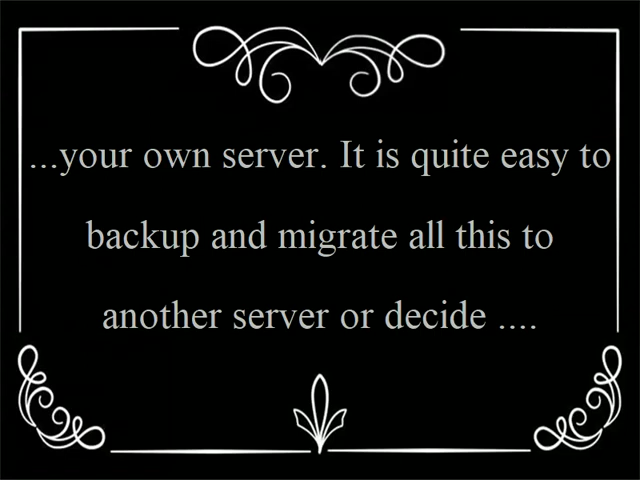 ...your own server. It is quite easy to
backup and migrate all this to
another server or decide ....